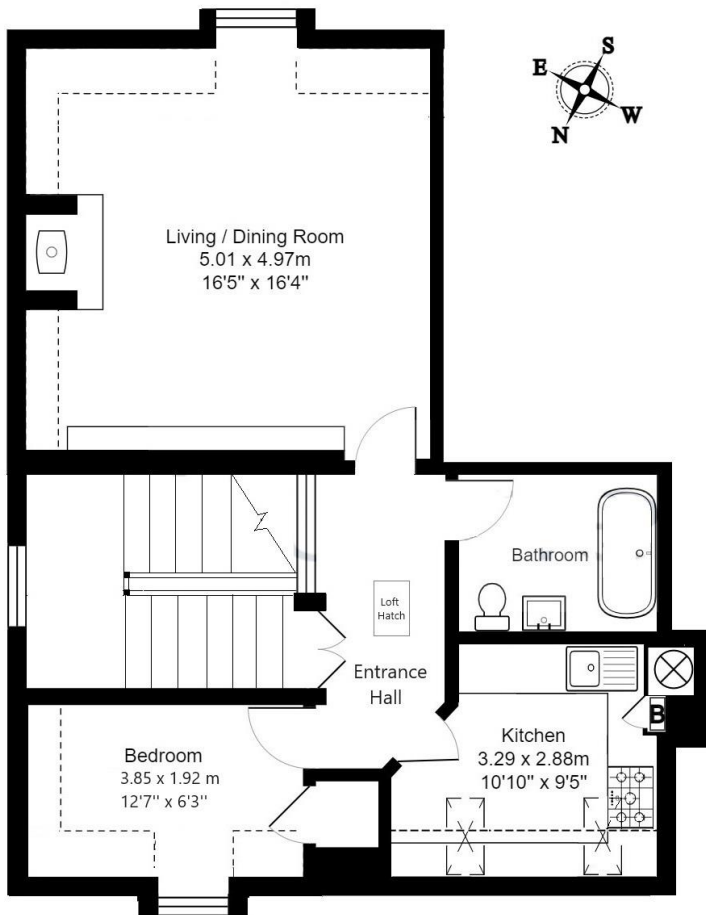 S
E
W
N
Living / Dining Room
5.01 x 4.97m
16'5" x 16'4"
Bathroom
Loft
Hatch
Entrance
Hall
B
Kitchen
3.29 x 2.88m
10'10" x 9'5"
Bedroom
3.85 x 1.92 m
12'7" x 6'3"